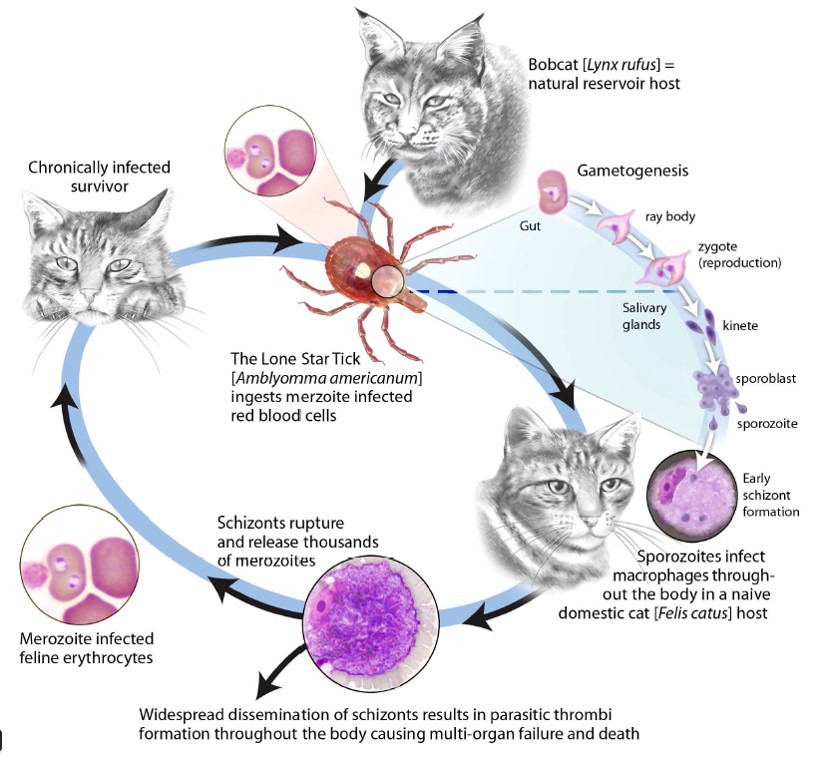 Bobcat [Lynx rufus] =
natural reservoir host
Chronically infected
survivor
Gametogenesis
Gut
ray body
zygote
(reproduction)
Salivary
glands
kinete
sporoblast
sporozoite
The Lone Star Tick
[Amblyomma americanum]
ingests merzoite infected
red blood cells
Early
schizont
formation
Sporozoites infect
macrophages through-
out the body in a naive
domestic cat [Felis catus] host
Schizonts rupture
and release thousands
of merozoites
Merozoite infected
feline erythrocytes
Widespread dissemination of schizonts results in parasitic thrombi
formation throughout the body causing multi-organ failure and death